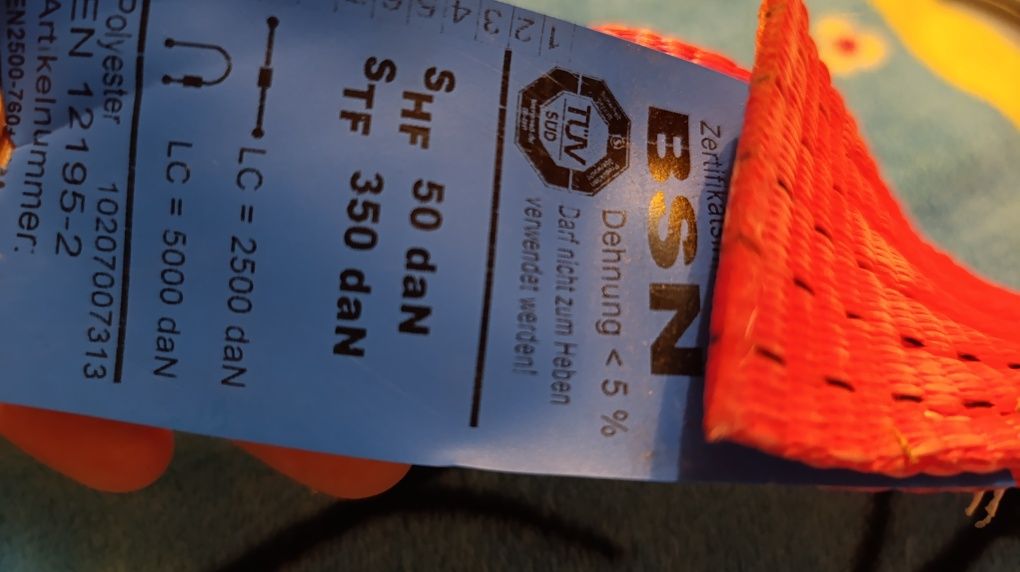 BSN
Dehnung < 5 %
Darf nicht zum Heben
verwendet werden!
TÜV
SÜD
1 2 3 4 5
SHF 50 daN
STF 350 daN
LC = 2500 daN
LC = 5000 daN
Polyester 10207007313
EN 12195-2
Artikelnummer: